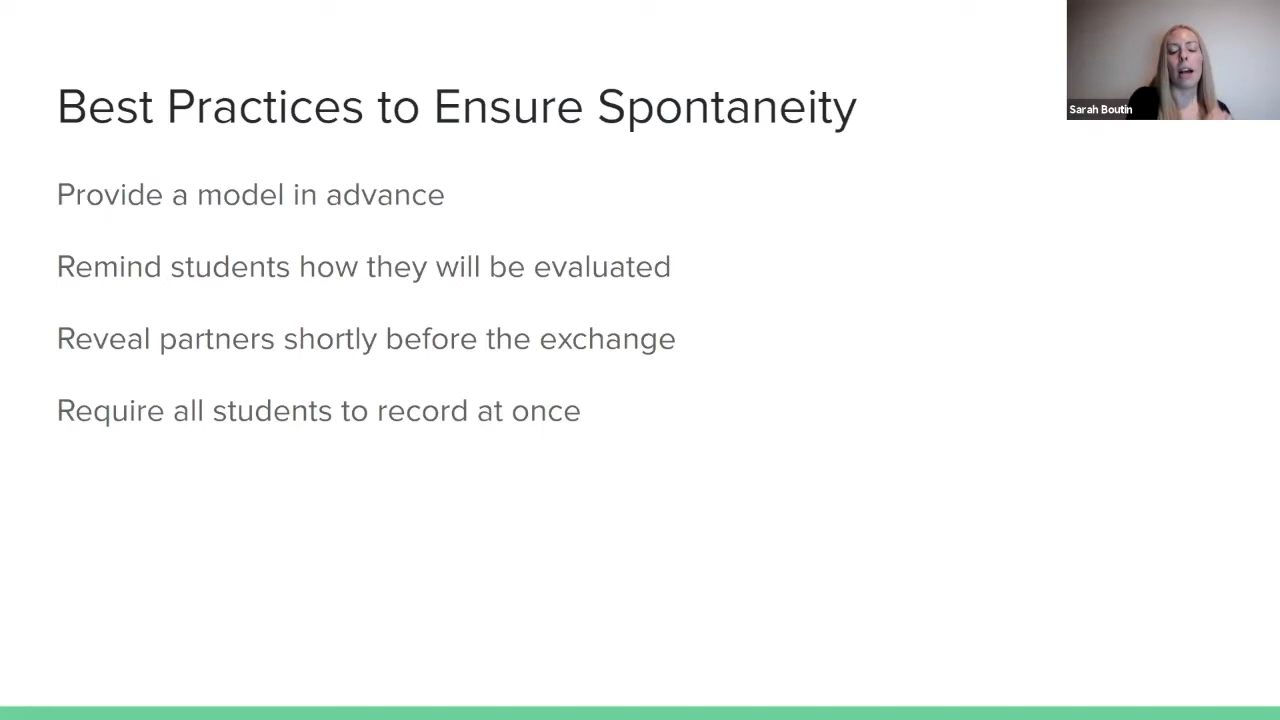 Best Practices to Ensure Spontaneity
Sarah Boutin
Provide a model in advance
Remind students how they will be evaluated
Reveal partners shortly before the exchange
Require all students to record at once